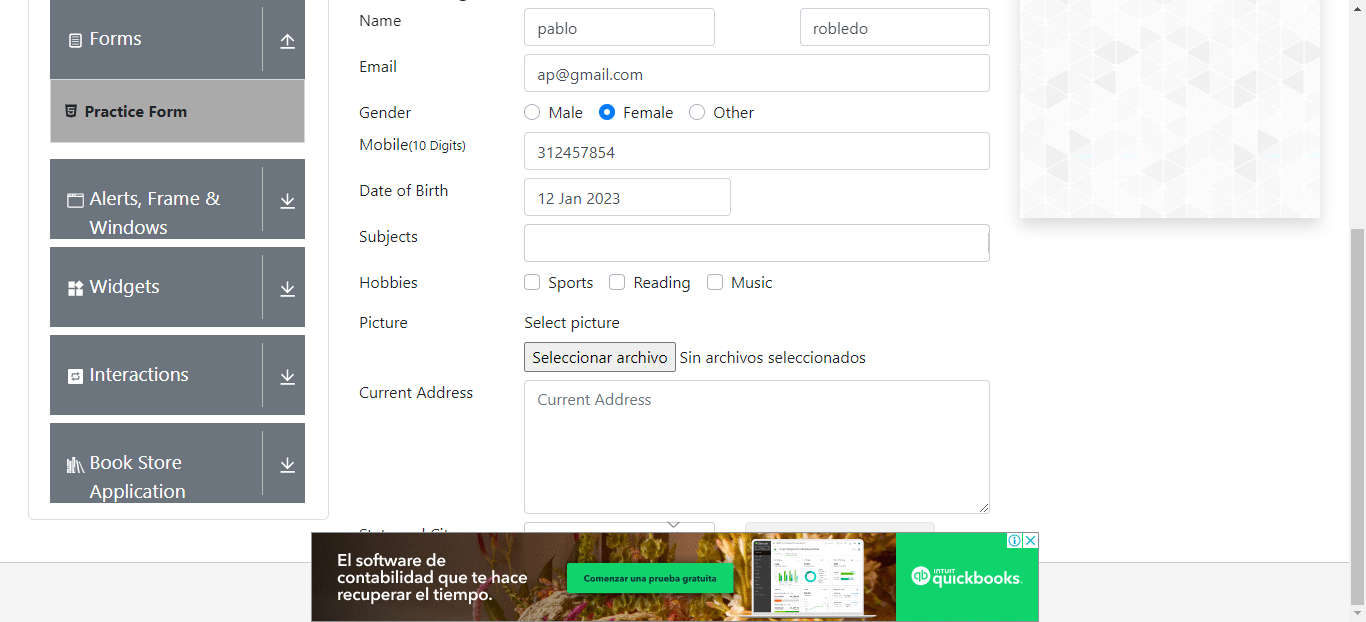 Forms
Practice Form
Alerts, Frame &
Windows
Widgets
Interactions
Book Store
Application
Name
pablo
robledo
Email
ap@gmail.com
Gender
Male
Female
Other
Mobile(10 Digits)
312457854
Date of Birth
12 Jan 2023
Subjects
Hobbies
Sports
Reading
Music
Picture
Select picture
Seleccionar archivo Sin archivos seleccionados
Current Address
Current Address
El software de
contabilidad que te hace
recuperar el tiempo.
Comenzar una prueba gratuita
INTUIT
quickbooks